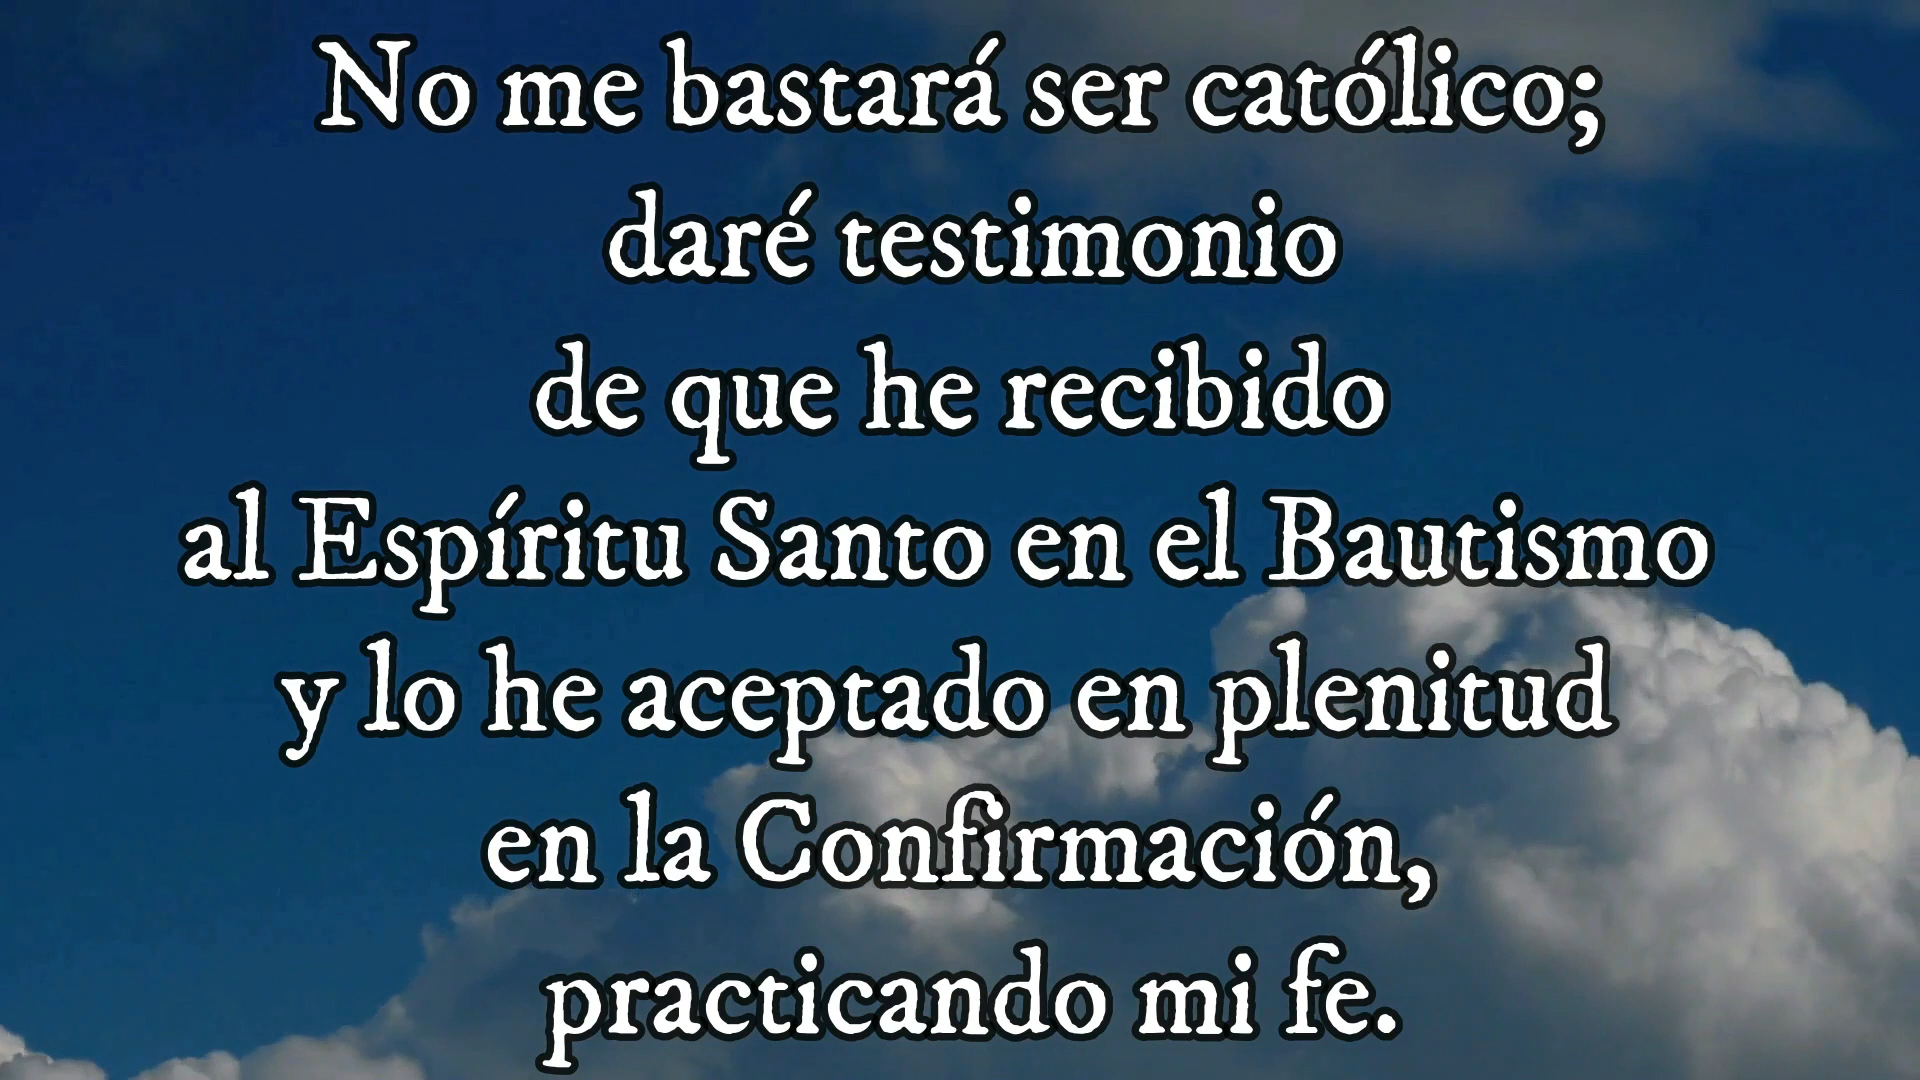 No me bastará ser católico;
daré testimonio
de que he recibido
al Espíritu Santo en el Bautismo
y lo he aceptado en plenitud
en la Confirmación,
practicando mi fe.